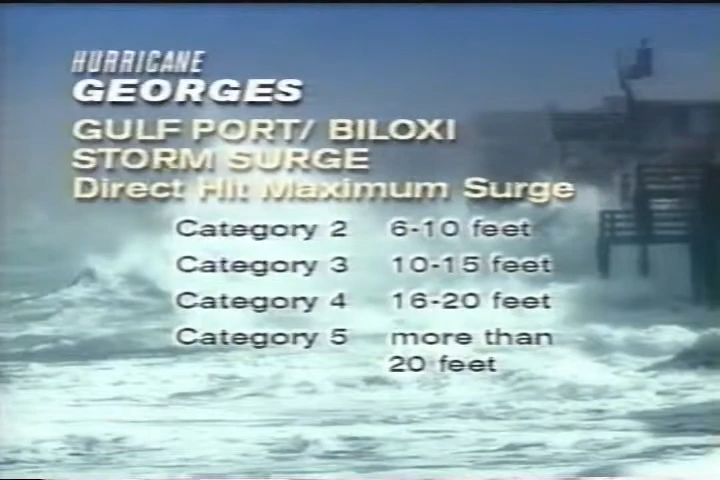 HURRICANE
GEORGES
GULF PORT/ BILOXI
STORM SURGE
Direct Hit Maximum Surge
Category 2 6-10 feet
Category 3 10-15 feet
Category 4 16-20 feet
Category 5 more than
20 feet